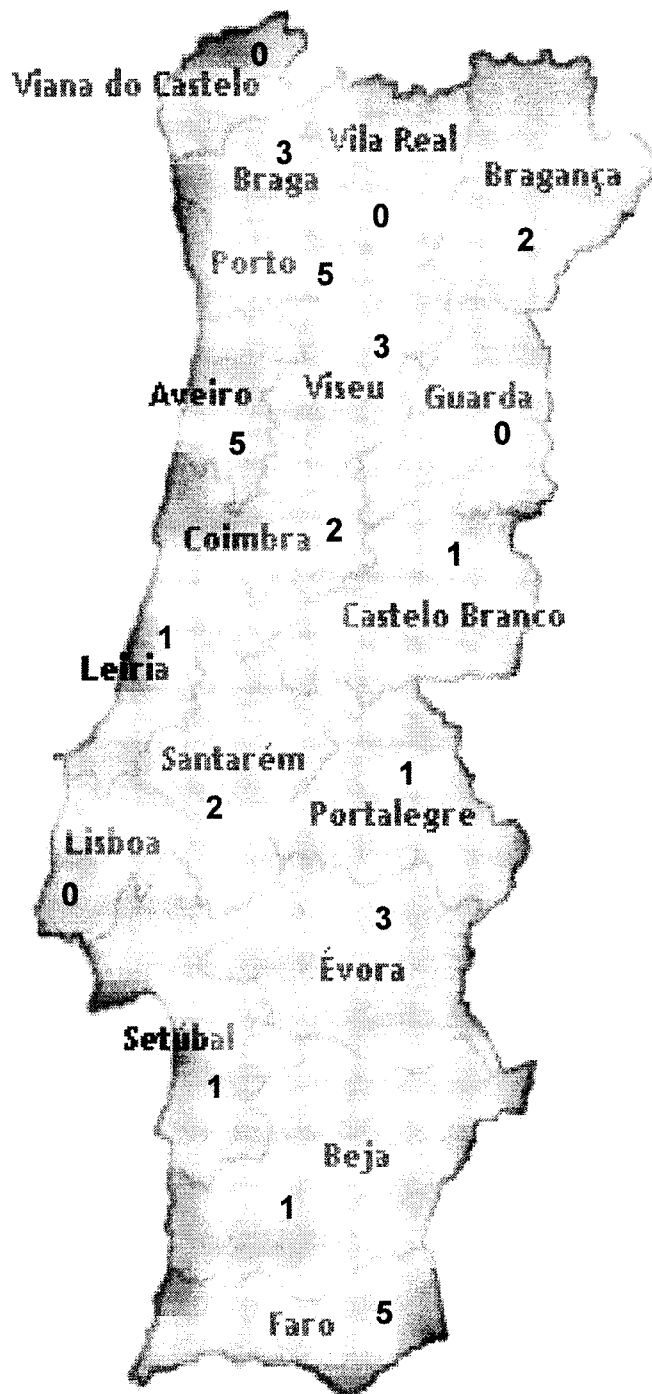 0
Viana do Castelo
3
Braga
Vila Real
0
Bragança
2
Porto 5
3
Viseu
Aveiro
5
Guarda
0
Coimbra 2
1
Castelo Branco
1
Leiria
Santarém
2
1
Portalegre
Lisboa
0
3
Évora
Setúbal
1
Beja
1
Faro 5